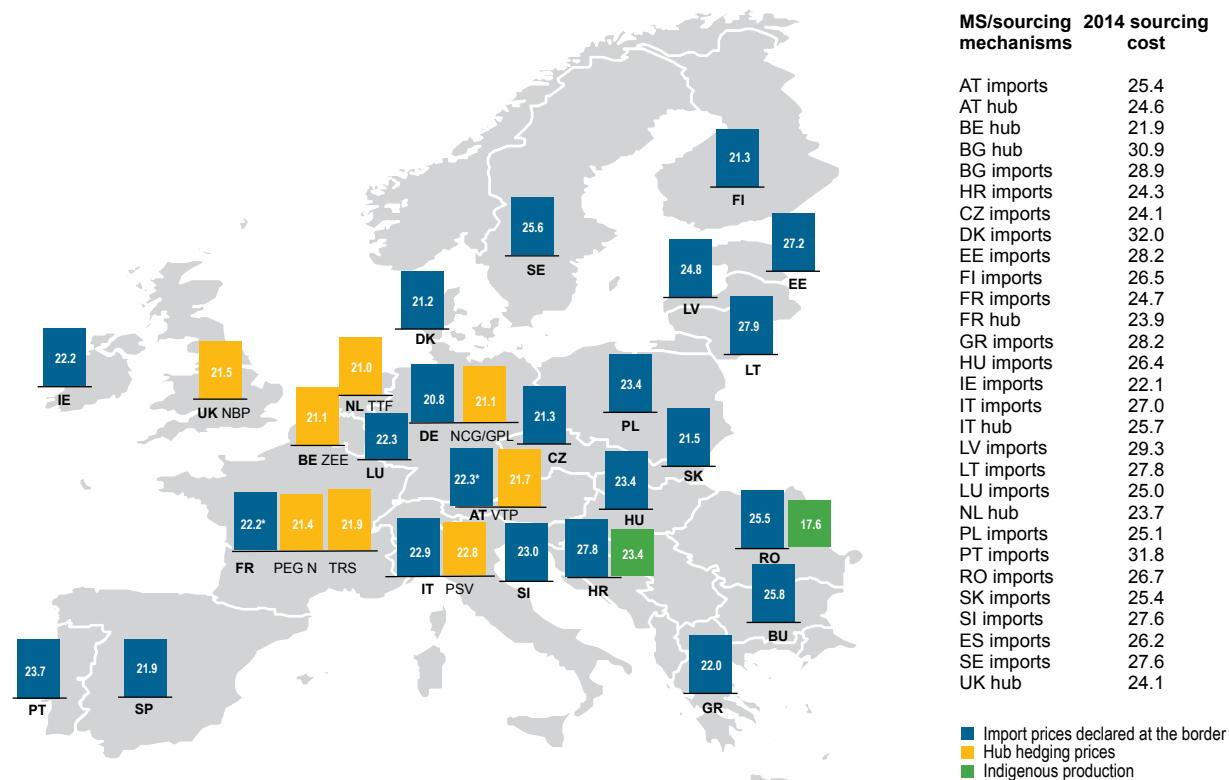 MS/sourcing mechanisms 2014 sourcing cost
AT imports 25.4
AT hub 24.6
BE hub 21.9
BG hub 30.9
BG imports 28.9
HR imports 24.3
CZ imports 24.1
DK imports 32.0
EE imports 28.2
FI imports 26.5
FR imports 24.7
FR hub 23.9
GR imports 28.2
HU imports 26.4
IE imports 22.1
IT imports 27.0
IT hub 25.7
LV imports 29.3
LT imports 27.8
LU imports 25.0
NL hub 23.7
PL imports 25.1
PT imports 31.8
RO imports 26.7
SK imports 25.4
SI imports 27.6
ES imports 26.2
SE imports 27.6
UK hub 24.1
Import prices declared at the border
Hub hedging prices
Indigenous production
21.3
FI
25.6
SE
27.2
EE
24.8
LV
27.9
LT
21.2
DK
22.2
IE
21.5
UK NBP
21.0
NL TTF
21.1
BE ZEE
22.3
LU
20.8 21.1
DE NCG/GPL
21.3
CZ
23.4
PL
21.5
SK
22.3* 21.7
AT VTP
23.4
HU
22.2* 21.4 21.9
FR PEG N TRS
22.9 22.8
IT PSV
23.0
SI
27.8 23.4
HR
25.5 17.6
RO
25.8
BU
22.0
GR
23.7
PT
21.9
SP